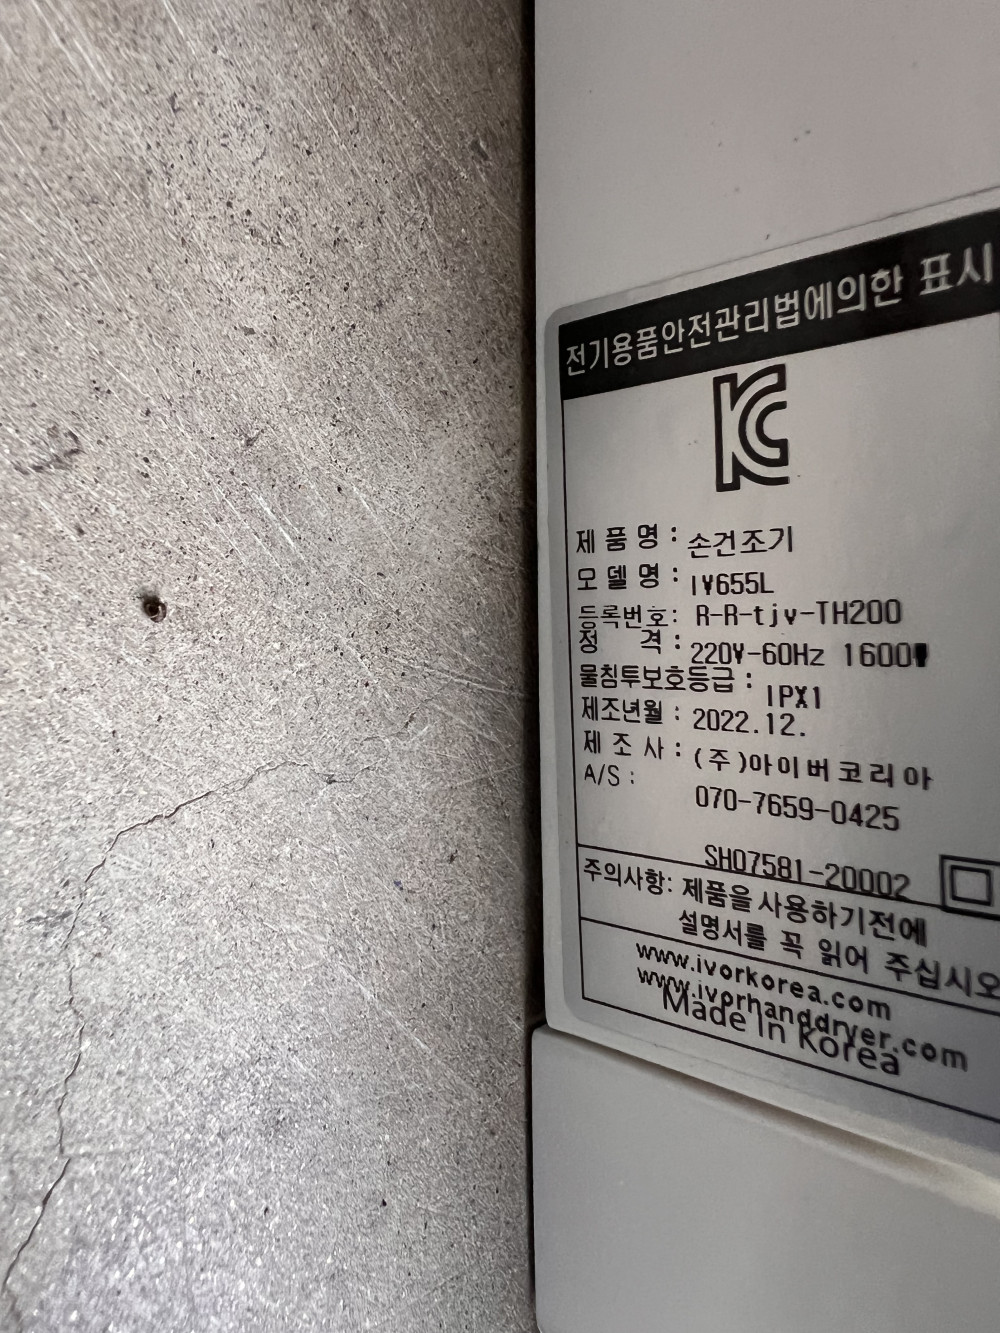 전기용품안전관리법에의한 표시
제 품 명 : 손건조기
모 델 명 : IV655L
등록번호: R-R-tjv-TH200
정 격 : 220V-60Hz 1600W
물침투보호등급 : IPX1
제조년월 : 2022.12.
제 조 사 : (주)아이버코리아
A/S : 070-7659-0425
SH07581-20002
주의사항: 제품을 사용하기전에
설명서를 꼭 읽어 주십시오
www.ivorkorea.com
www.ivorhanddryer.com
Made In Korea